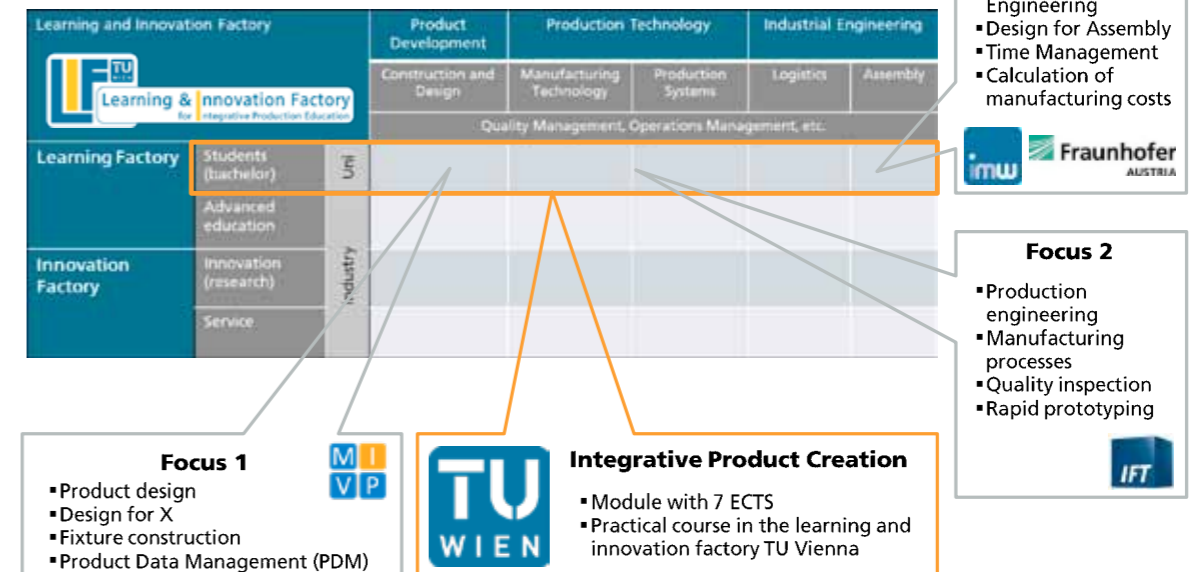 Learning and Innovation Factory
Product
Development
Production Technology
Industrial Engineering
TU
WIEN
Learning & Innovation Factory
for Integrative Production Education
Construction and
Design
Manufacturing
Technology
Production
Systems
Logistics
Assembly
Quality Management, Operations Management, etc.
Learning Factory
Students
(bachelor)
Uni
Advanced
education
Industry
Innovation
Factory
Innovation
(research)
Service
Engineering
▪Design for Assembly
▪Time Management
▪Calculation of
manufacturing costs
imw
Fraunhofer
AUSTRIA
Focus 2
▪Production
engineering
▪Manufacturing
processes
▪Quality inspection
▪Rapid prototyping
IFT
Focus 1
M I
V P
▪Product design
▪Design for X
▪Fixture construction
▪Product Data Management (PDM)
TU
WIEN
Integrative Product Creation
▪Module with 7 ECTS
▪Practical course in the learning and
innovation factory TU Vienna